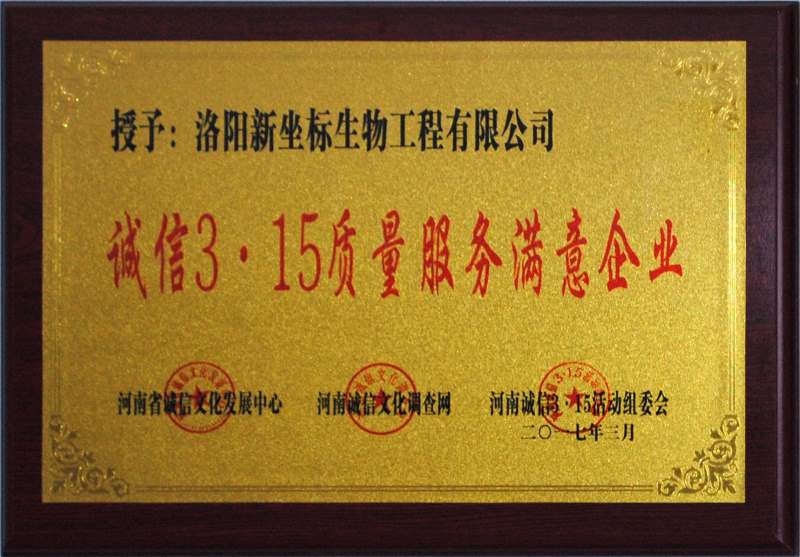 授予：洛阳新坐标生物工程有限公司
诚信3·15质量服务满意企业
河南省诚信文化发展中心 河南诚信文化调查网 河南诚信3·15活动组委会
二〇一七年三月